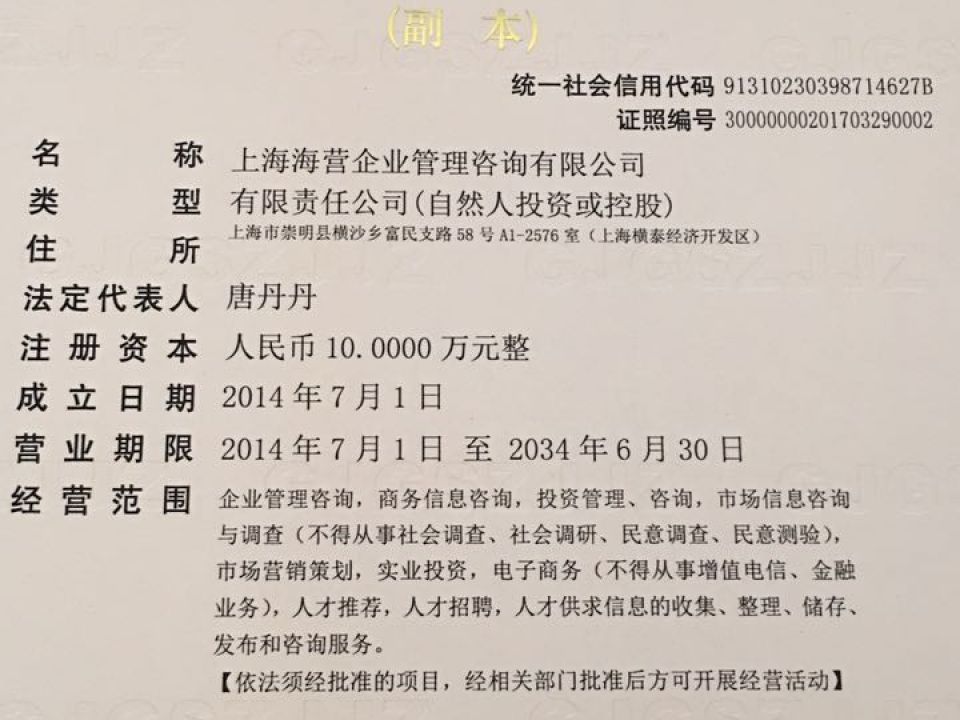 (副 本)
统一社会信用代码 91310230398714627B
证照编号 30000000201703290002
名 称 上海海营企业管理咨询有限公司
类 型 有限责任公司(自然人投资或控股)
住 所 上海市崇明县横沙乡富民支路 58 号 A1-2576 室（上海横泰经济开发区）
法定代表人 唐丹丹
注册资本 人民币 10.0000 万元整
成立日期 2014 年 7 月 1 日
营业期限 2014 年 7 月 1 日 至 2034 年 6 月 30 日
经营范围 企业管理咨询，商务信息咨询，投资管理、咨询，市场信息咨询
与调查（不得从事社会调查、社会调研、民意调查、民意测验），
市场营销策划，实业投资，电子商务（不得从事增值电信、金融
业务），人才推荐，人才招聘，人才供求信息的收集、整理、储存、
发布和咨询服务。
【依法须经批准的项目，经相关部门批准后方可开展经营活动】